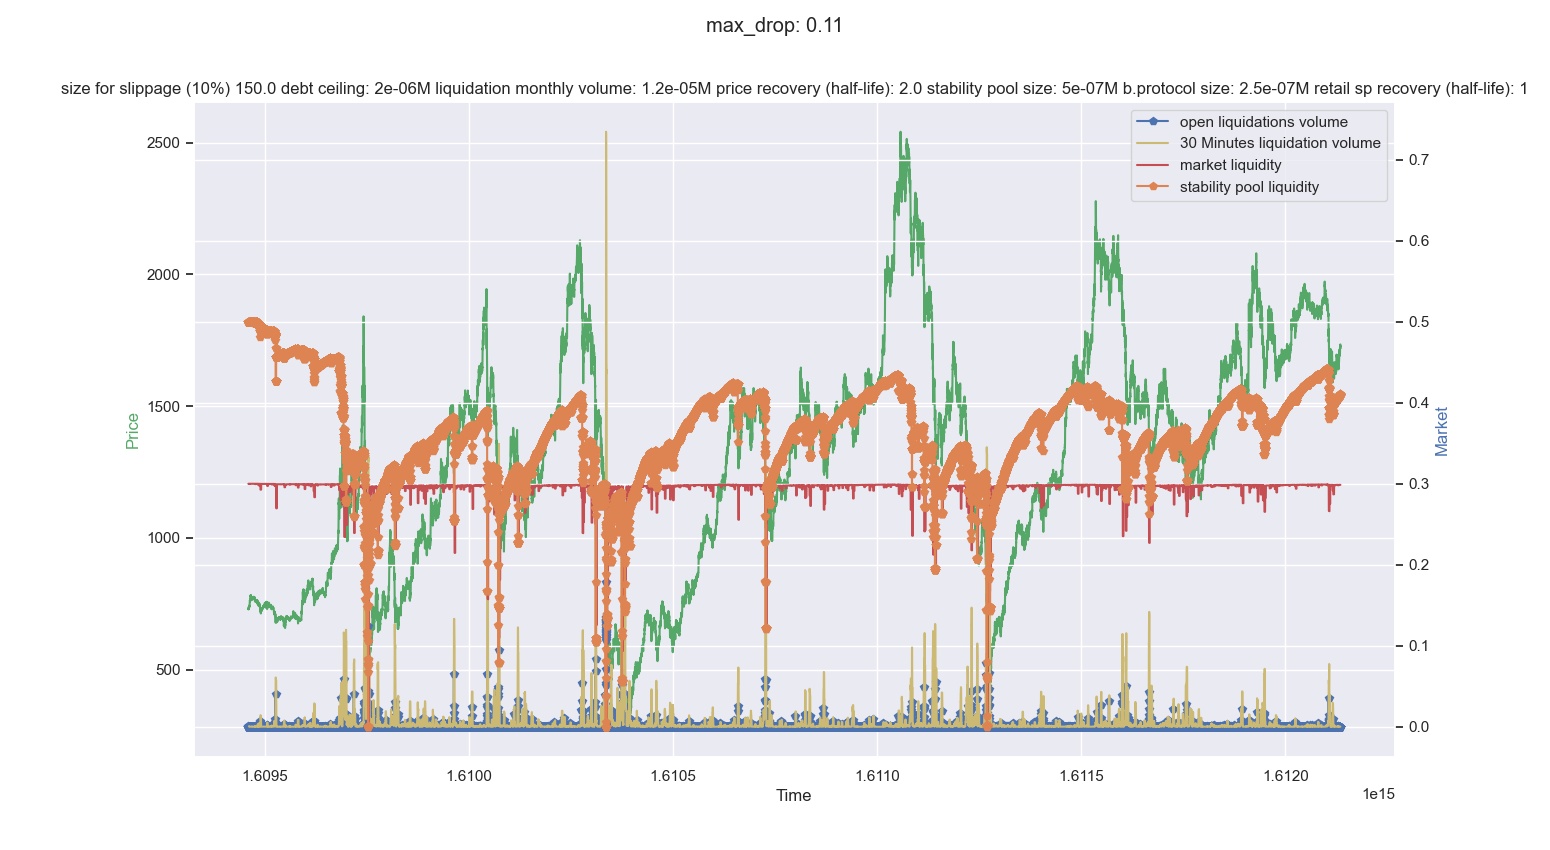 max_drop: 0.11
size for slippage (10%) 150.0 debt ceiling: 2e-06M liquidation monthly volume: 1.2e-05M price recovery (half-life): 2.0 stability pool size: 5e-07M b.protocol size: 2.5e-07M retail sp recovery (half-life): 1
open liquidations volume
30 Minutes liquidation volume
market liquidity
stability pool liquidity
2500
2000
1500
1000
500
Price
0.7
0.6
0.5
0.4
0.3
0.2
0.1
0.0
Market
1.6095
1.6100
1.6105
1.6110
1.6115
1.6120
Time
1e15